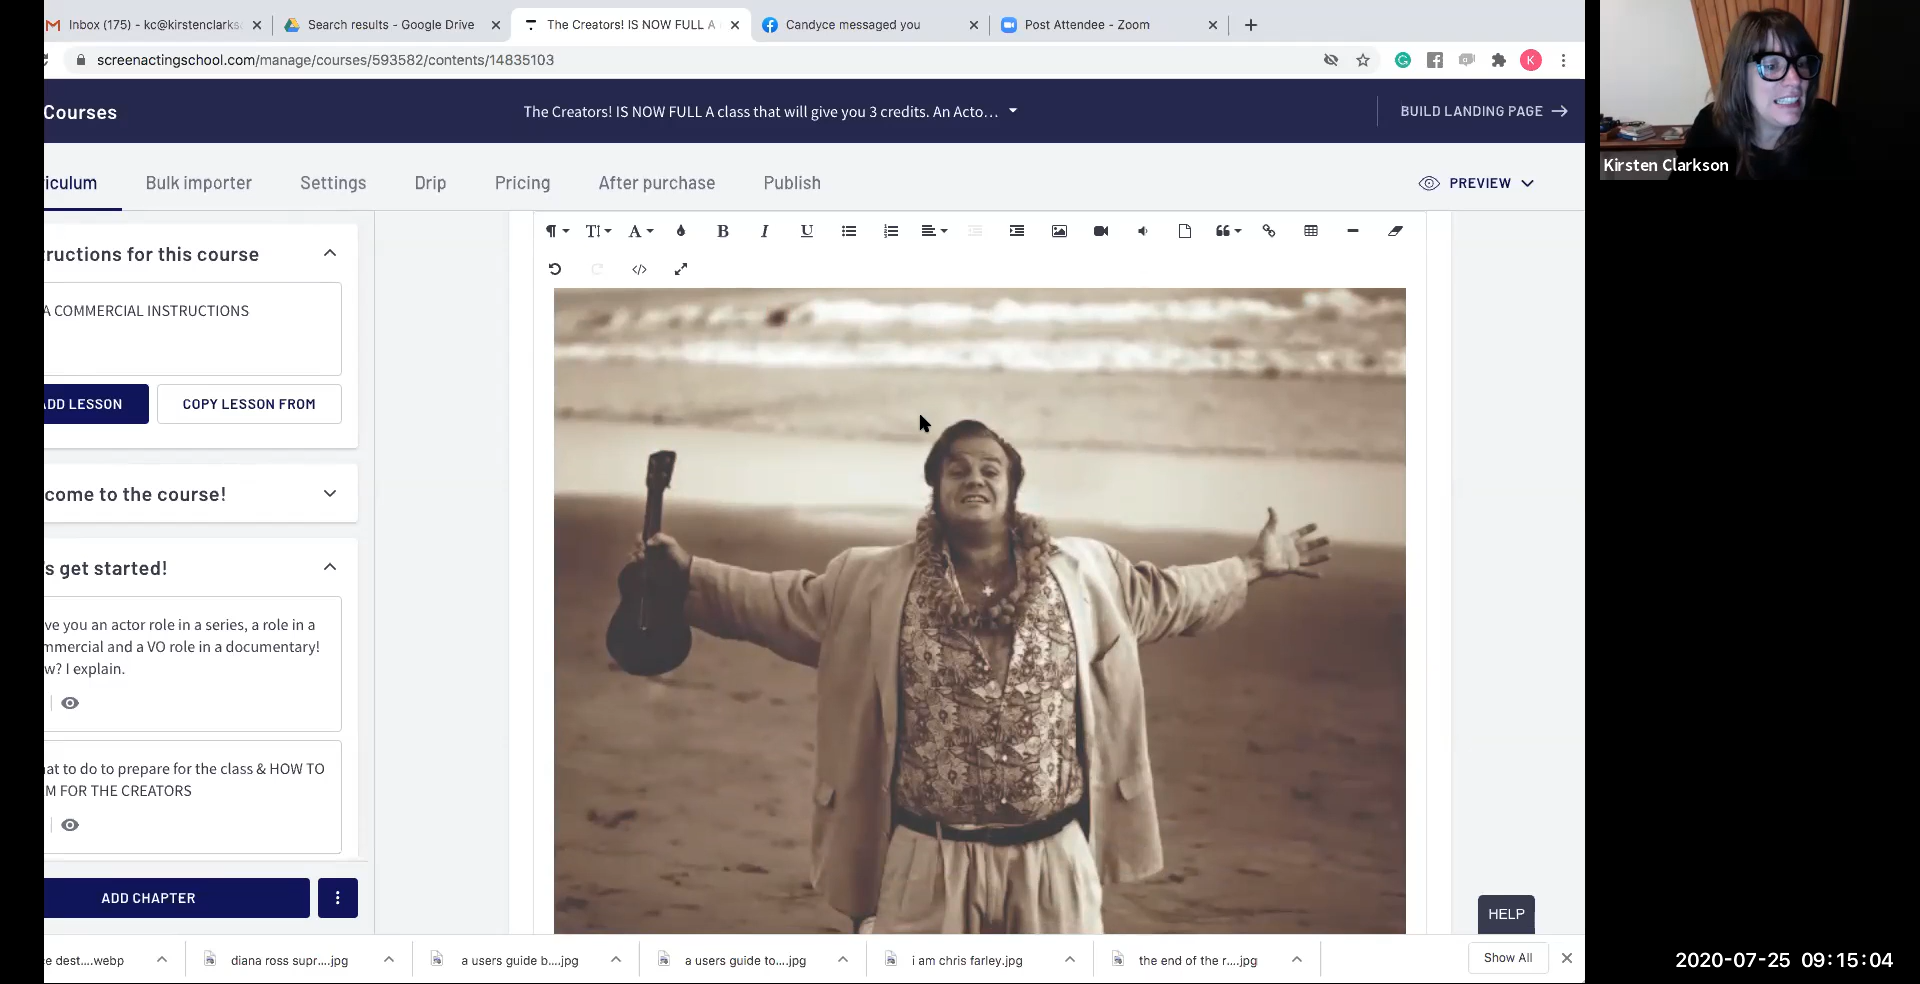 Inbox (175) - kc@kirstenclarks
Search results - Google Drive
The Creators! IS NOW FULL A
Candyce messaged you
Post Attendee - Zoom
screenactingschool.com/manage/courses/593582/contents/14835103
K
Courses
The Creators! IS NOW FULL A class that will give you 3 credits. An Acto...
BUILD LANDING PAGE
iculum
Bulk importer
Settings
Drip
Pricing
After purchase
Publish
PREVIEW
tructions for this course
A COMMERCIAL INSTRUCTIONS
ADD LESSON
COPY LESSON FROM
come to the course!
s get started!
ve you an actor role in a series, a role in a
mmercial and a VO role in a documentary!
w? I explain.
at to do to prepare for the class & HOW TO
M FOR THE CREATORS
ADD CHAPTER
HELP
e dest....webp
diana ross supr....jpg
a users guide b....jpg
a users guide to....jpg
i am chris farley.jpg
the end of the r....jpg
Show All
Kirsten Clarkson
2020-07-25 09:15:04